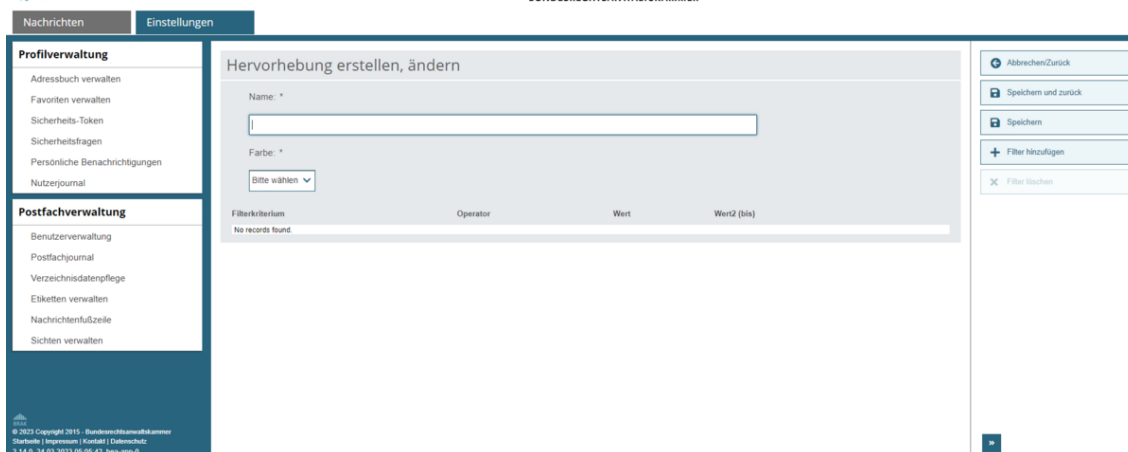 Nachrichten
Einstellungen
Profilverwaltung
Adressbuch verwalten
Favoriten verwalten
Sicherheits-Token
Sicherheitsfragen
Persönliche Benachrichtigungen
Nutzerjournal
Postfachverwaltung
Benutzerverwaltung
Postfachjournal
Verzeichnisdatenpflege
Etiketten verwalten
Nachrichtenfußzeile
Sichten verwalten
BRAK
© 2023 Copyright 2015 - Bundesrechtsanwaltskammer
Startseite | Impressum | Kontakt | Datenschutz
Hervorhebung erstellen, ändern
Name: *
Farbe: *
Bitte wählen
Filterkriterium Operator Wert Wert2 (bis)
No records found.
Abbrechen/Zurück
Speichern und zurück
Speichern
Filter hinzufügen
Filter löschen